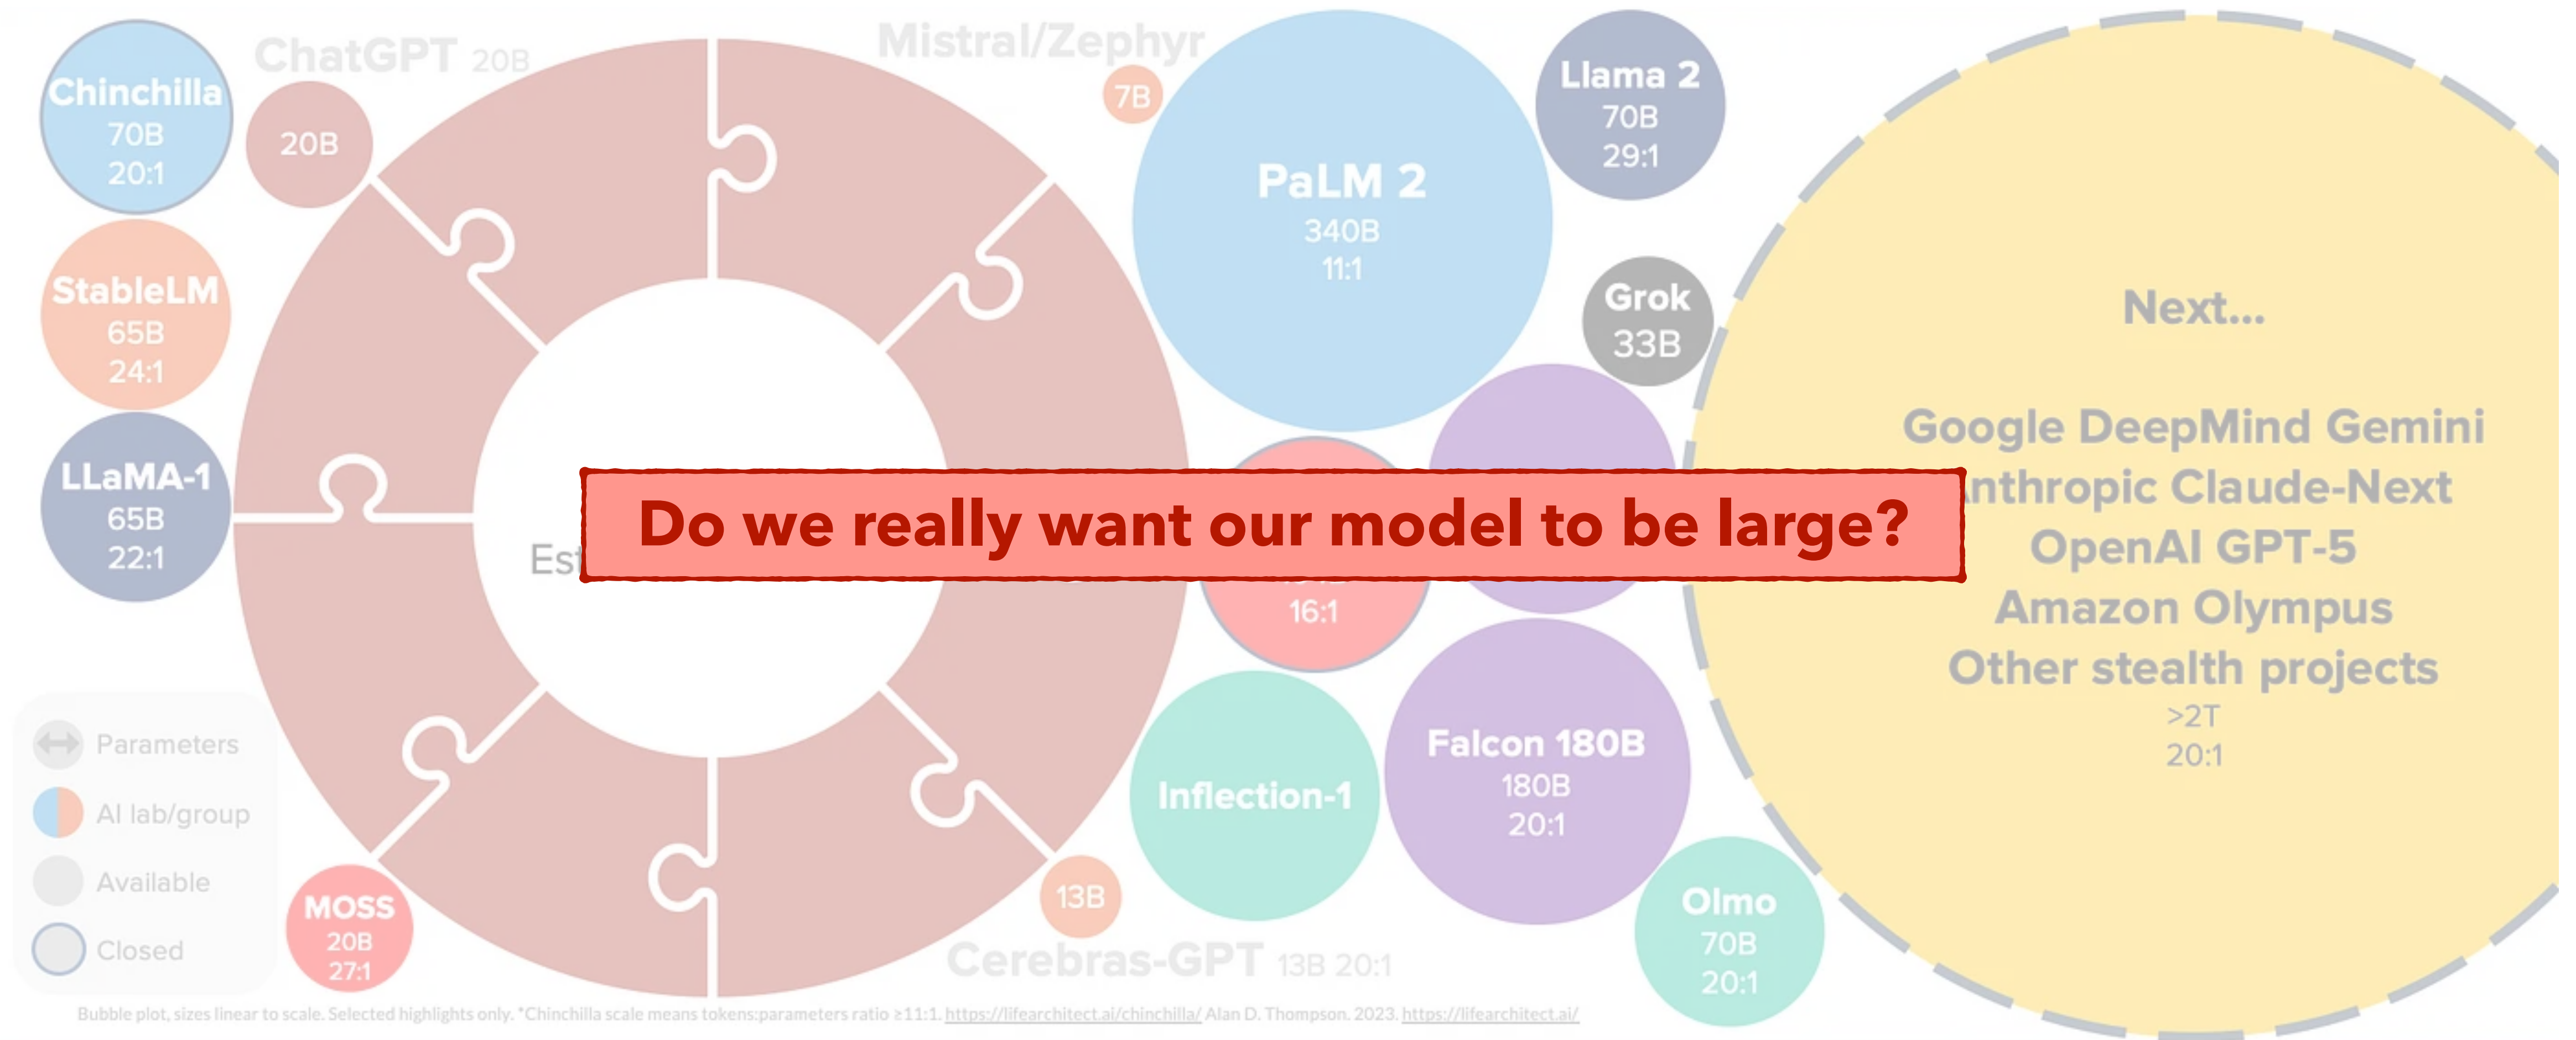 Chinchilla
70B
20:1
ChatGPT 20B
20B
StableLM
65B
24:1
LLaMA-1
65B
22:1
Mistral/Zephyr
7B
PaLM 2
340B
11:1
Llama 2
70B
29:1
Grok
33B
Do we really want our model to be large?
16:1
Inflection-1
Falcon 180B
180B
20:1
Olmo
70B
20:1
MOSS
20B
27:1
13B
Cerebras-GPT 13B 20:1
Next...
Google DeepMind Gemini
Claude-Next
OpenAI GPT-5
Amazon Olympus
Other stealth projects
>2T
20:1
Parameters
AI lab/group
Available
Closed
Bubble plot, sizes linear to scale. Selected highlights only. *Chinchilla scale means tokens:parameters ratio ≥11:1. https://lifearchitect.ai/chinchilla/ Alan D. Thompson. 2023. https://lifearchitect.ai/